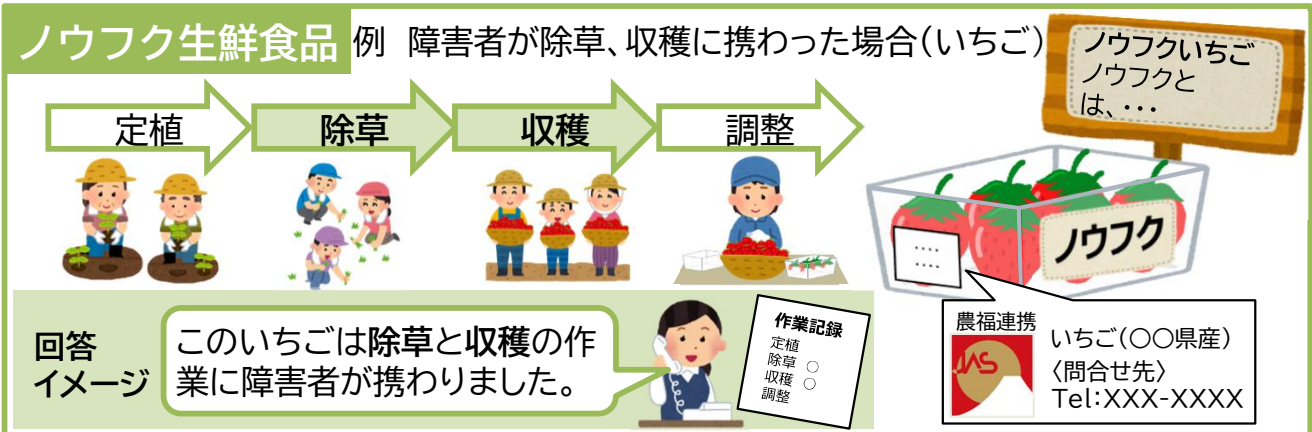 ノウフク生鮮食品 例 障害者が除草、収穫に携わった場合(いちご)
ノウフクいちご
ノウフクと
は、・・・
定植
除草
収穫
調整
ノウフク
‥‥
‥‥
回答
イメージ
このいちごは除草と収穫の作
業に障害者が携わりました。
作業記録
定植
除草 ○
収穫 ○
調整
農福連携
JAS
いちご(○○県産)
〈問合せ先〉
Tel:XXX-XXXX